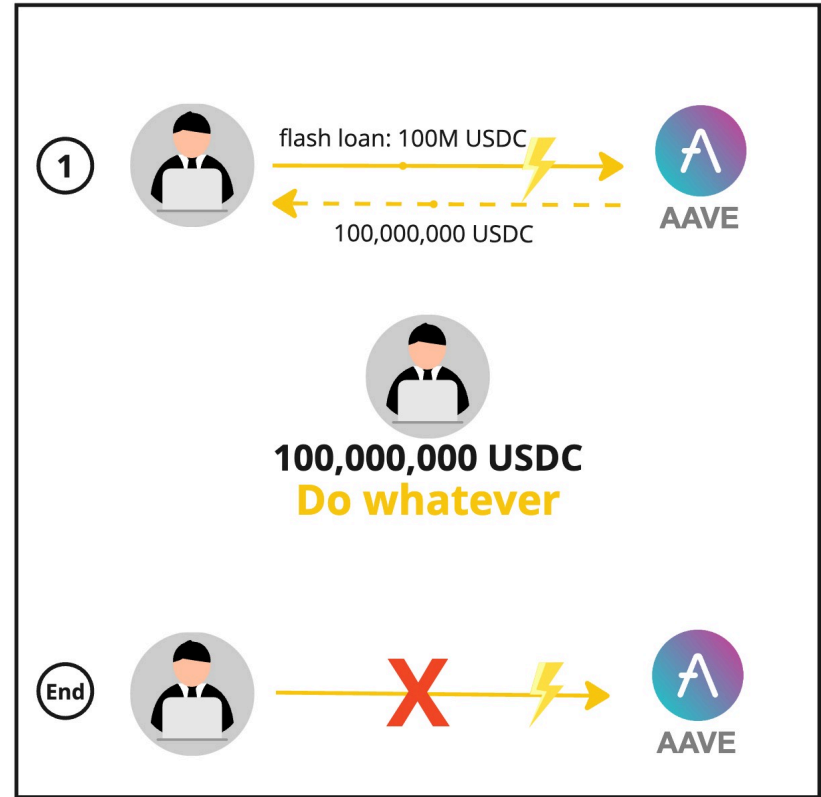 1
flash loan: 100M USDC
100,000,000 USDC
AAVE
100,000,000 USDC
Do whatever
End
X
AAVE